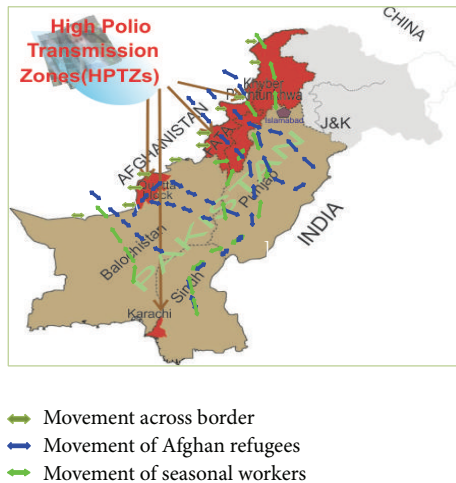 High Polio
Transmission
Zones(HPTZs)
CHINA
Khyber
Islamabad
J&K
FATA
AFGHANISTAN
PAKISTAN
Punjab
INDIA
Balochistan
Sindh
Karachi
Movement across border
Movement of Afghan refugees
Movement of seasonal workers